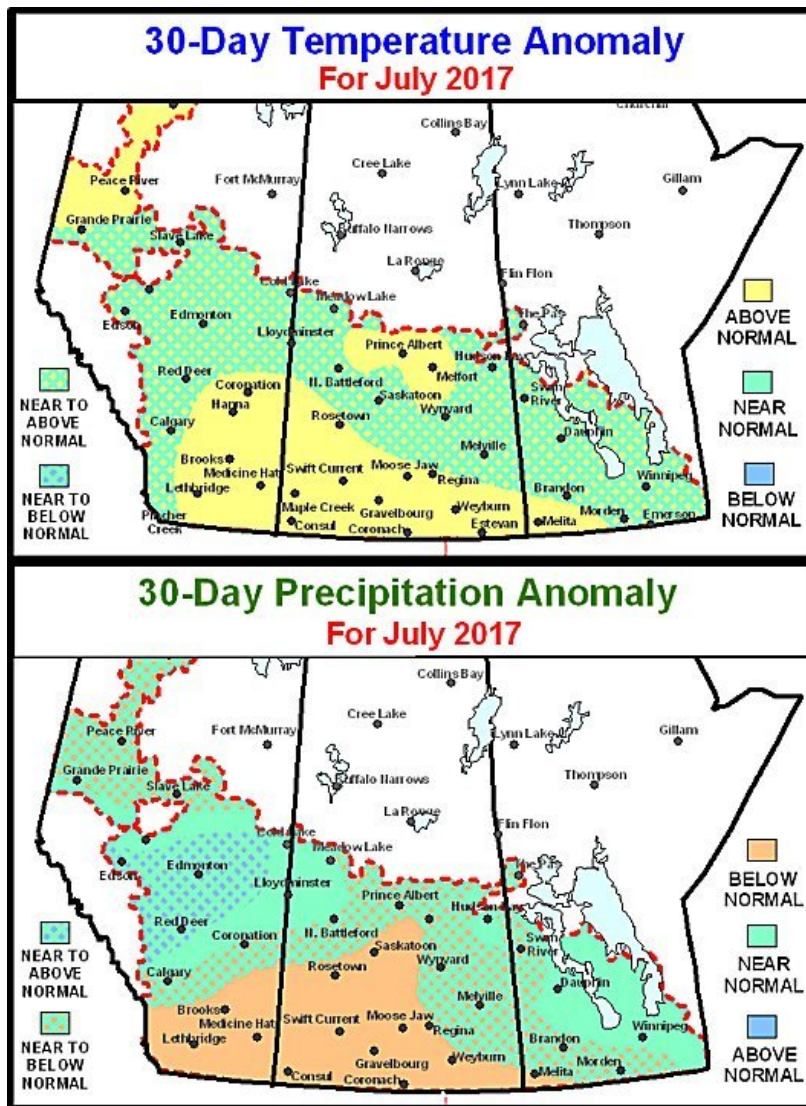 30-Day Temperature Anomaly
For July 2017
Collins Bay
Peace River
Fort McMurray
Cree Lake
Lynn Lake
Gillam
Grande Prairie
Slave Lake
Buffalo Narrows
Thompson
La Ronge
Flin Flon
Cold Lake
Meadow Lake
The Pas
Edson
Edmonton
Lloydminster
Prince Albert
Hudson Bay
ABOVE
NORMAL
Red Deer
Coronation
N. Battleford
Melfort
Swan
River
NEAR TO
ABOVE
NORMAL
Hanna
Saskatoon
Wynyard
NEAR
NORMAL
Calgary
Rosetown
Dauphin
Brooks
Melville
Medicine Hat
Swift Current
Moose Jaw
Regina
Winnipeg
NEAR TO
BELOW
NORMAL
Lethbridge
Brandon
BELOW
NORMAL
Pincher
Creek
Maple Creek
Gravelbourg
Weyburn
Morden
Consul
Coronach
Estevan
Melita
Emerson
30-Day Precipitation Anomaly
For July 2017
Collins Bay
Peace River
Fort McMurray
Cree Lake
Lynn Lake
Gillam
Grande Prairie
Slave Lake
Buffalo Narrows
Thompson
La Ronge
Flin Flon
Cold Lake
Meadow Lake
The Pas
Edson
Edmonton
Lloydminster
Prince Albert
Hudson Bay
BELOW
NORMAL
Red Deer
Coronation
N. Battleford
Saskatoon
Swan
River
NEAR TO
ABOVE
NORMAL
Calgary
Rosetown
Wynyard
Dauphin
NEAR
NORMAL
Brooks
Melville
NEAR TO
BELOW
NORMAL
Medicine Hat
Swift Current
Moose Jaw
Regina
Winnipeg
Lethbridge
Brandon
ABOVE
NORMAL
Gravelbourg
Weyburn
Morden
Consul
Coronach
Melita